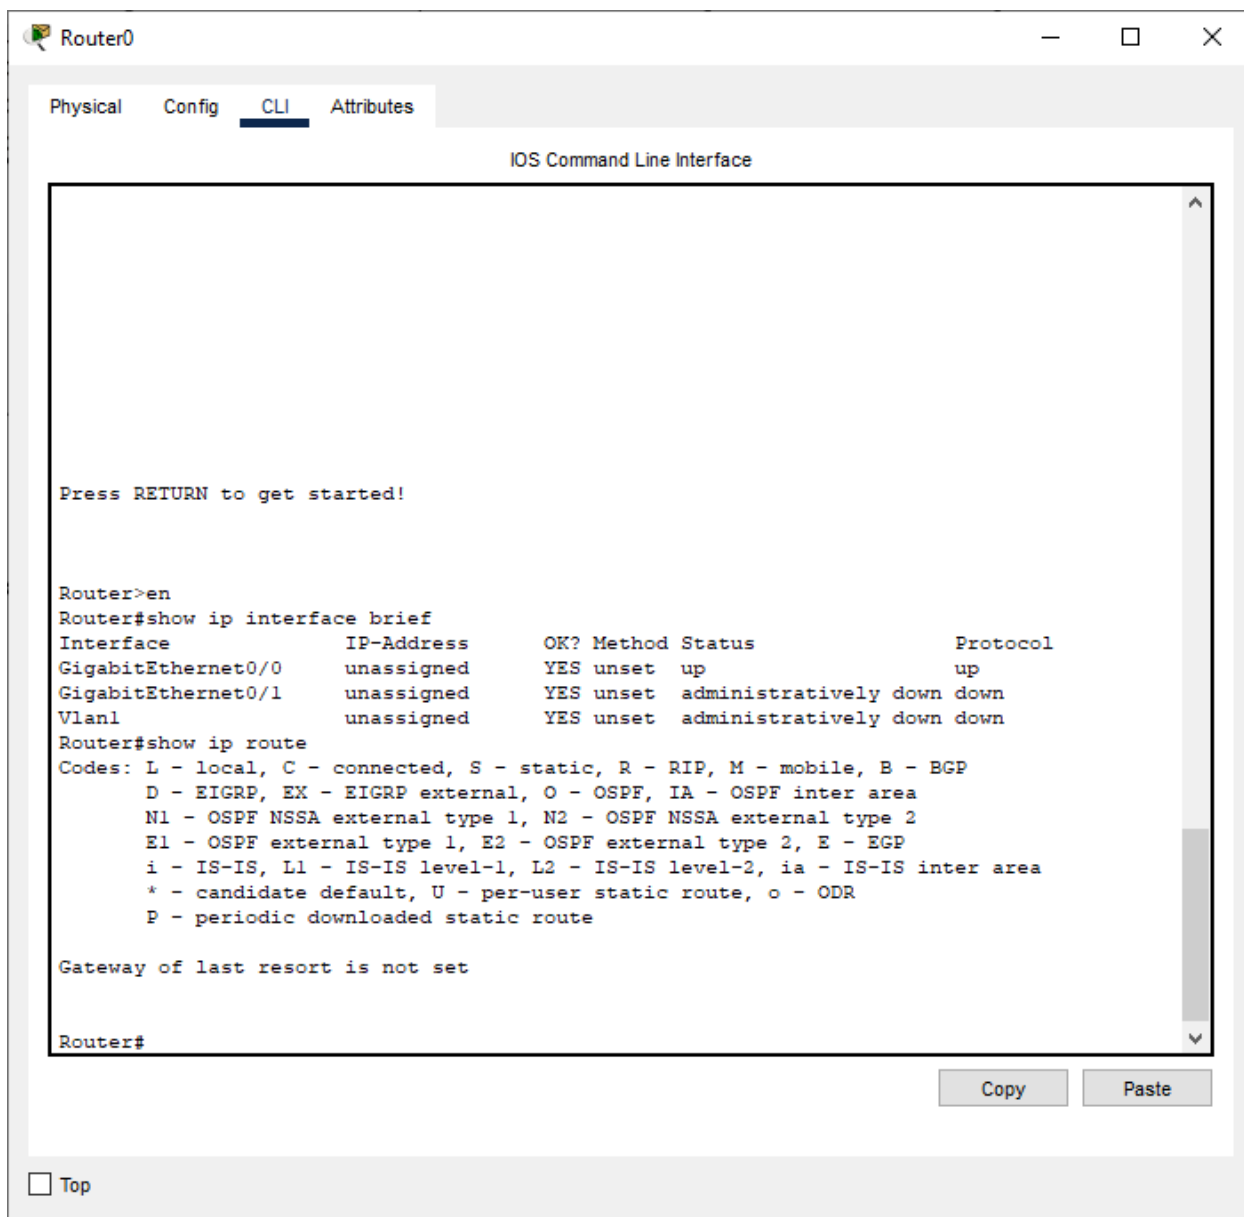 Router0
Physical Config CLI Attributes
IOS Command Line Interface
Press RETURN to get started!
Router>en
Router#show ip interface brief
Interface              IP-Address      OK? Method Status                Protocol
GigabitEthernet0/0     unassigned      YES unset  up                    up
GigabitEthernet0/1     unassigned      YES unset  administratively down down
Vlan1                  unassigned      YES unset  administratively down down
Router#show ip route
Codes: L - local, C - connected, S - static, R - RIP, M - mobile, B - BGP
       D - EIGRP, EX - EIGRP external, O - OSPF, IA - OSPF inter area
       N1 - OSPF NSSA external type 1, N2 - OSPF NSSA external type 2
       E1 - OSPF external type 1, E2 - OSPF external type 2, E - EGP
       i - IS-IS, L1 - IS-IS level-1, L2 - IS-IS level-2, ia - IS-IS inter area
       * - candidate default, U - per-user static route, o - ODR
       P - periodic downloaded static route
Gateway of last resort is not set
Router#
Copy Paste
Top